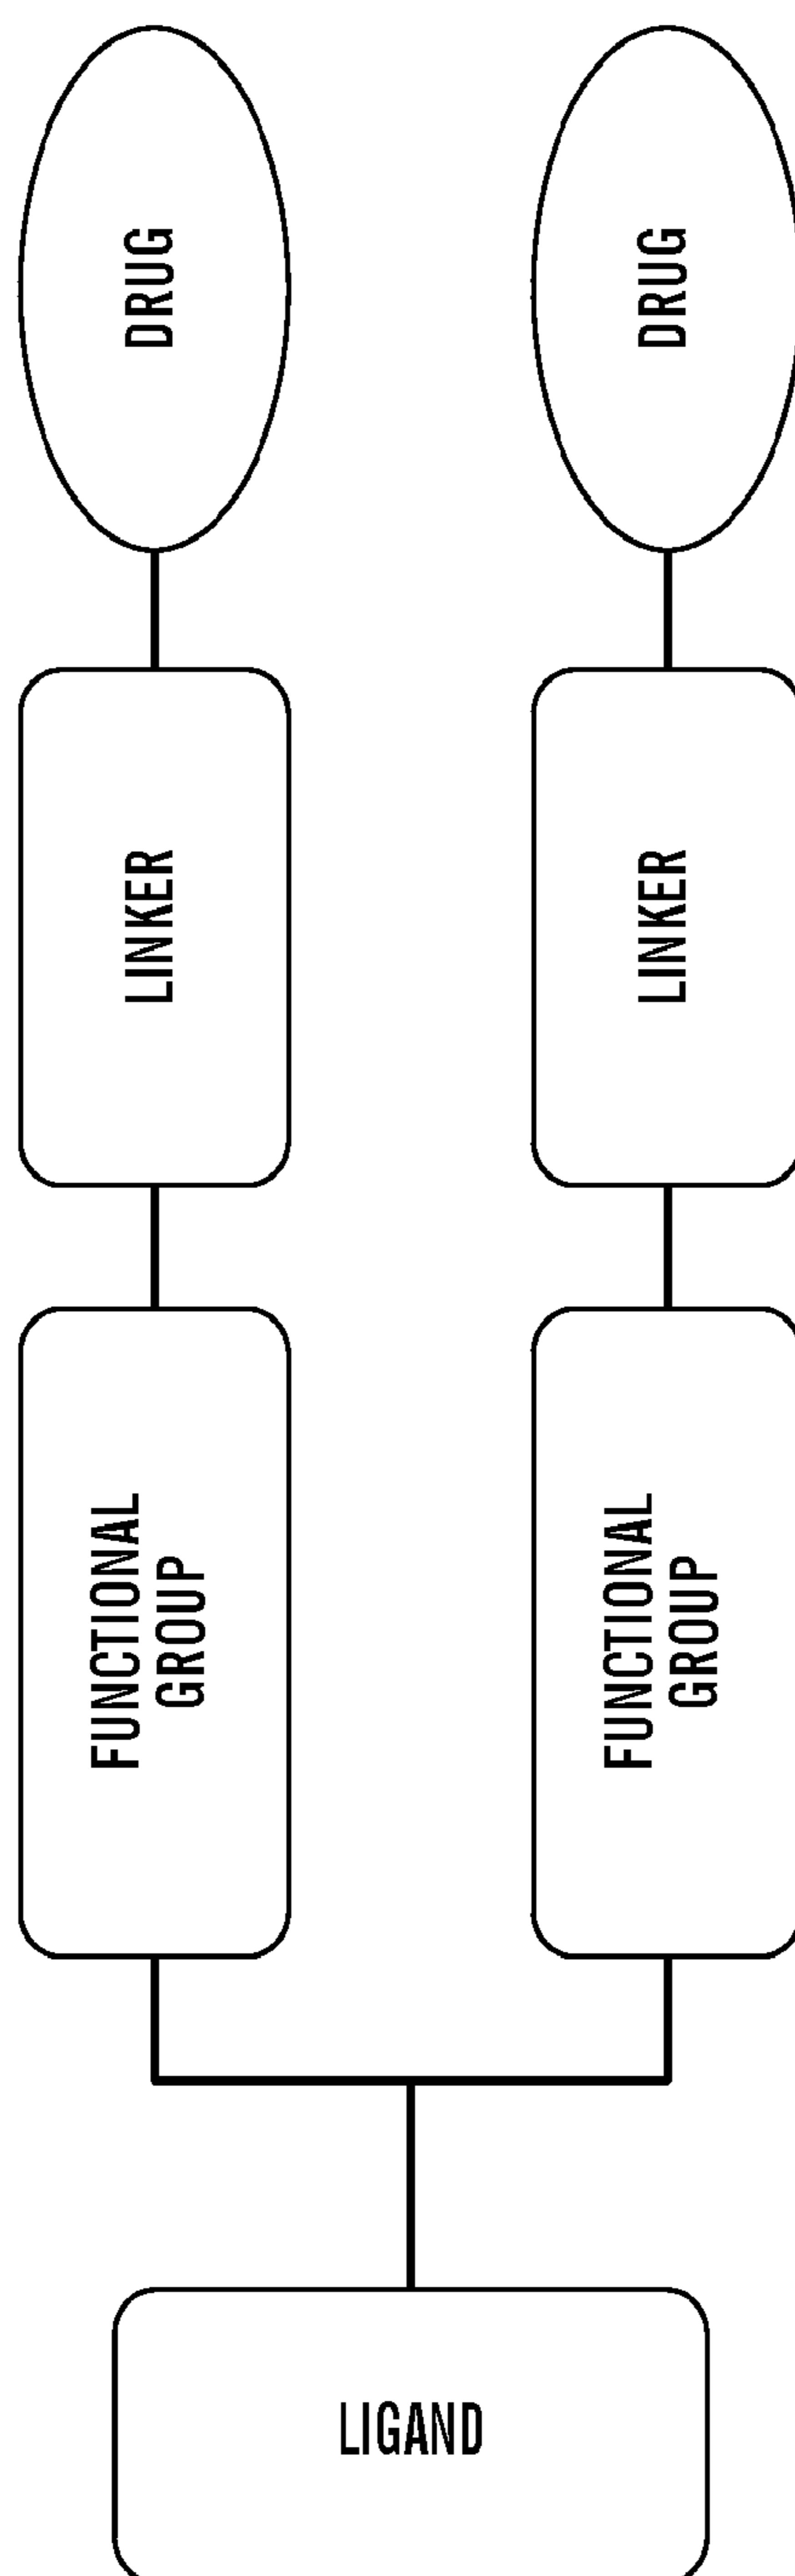 DRUG
DRUG
LINKER
LINKER
FUNCTIONAL
GROUP
FUNCTIONAL
GROUP
LIGAND